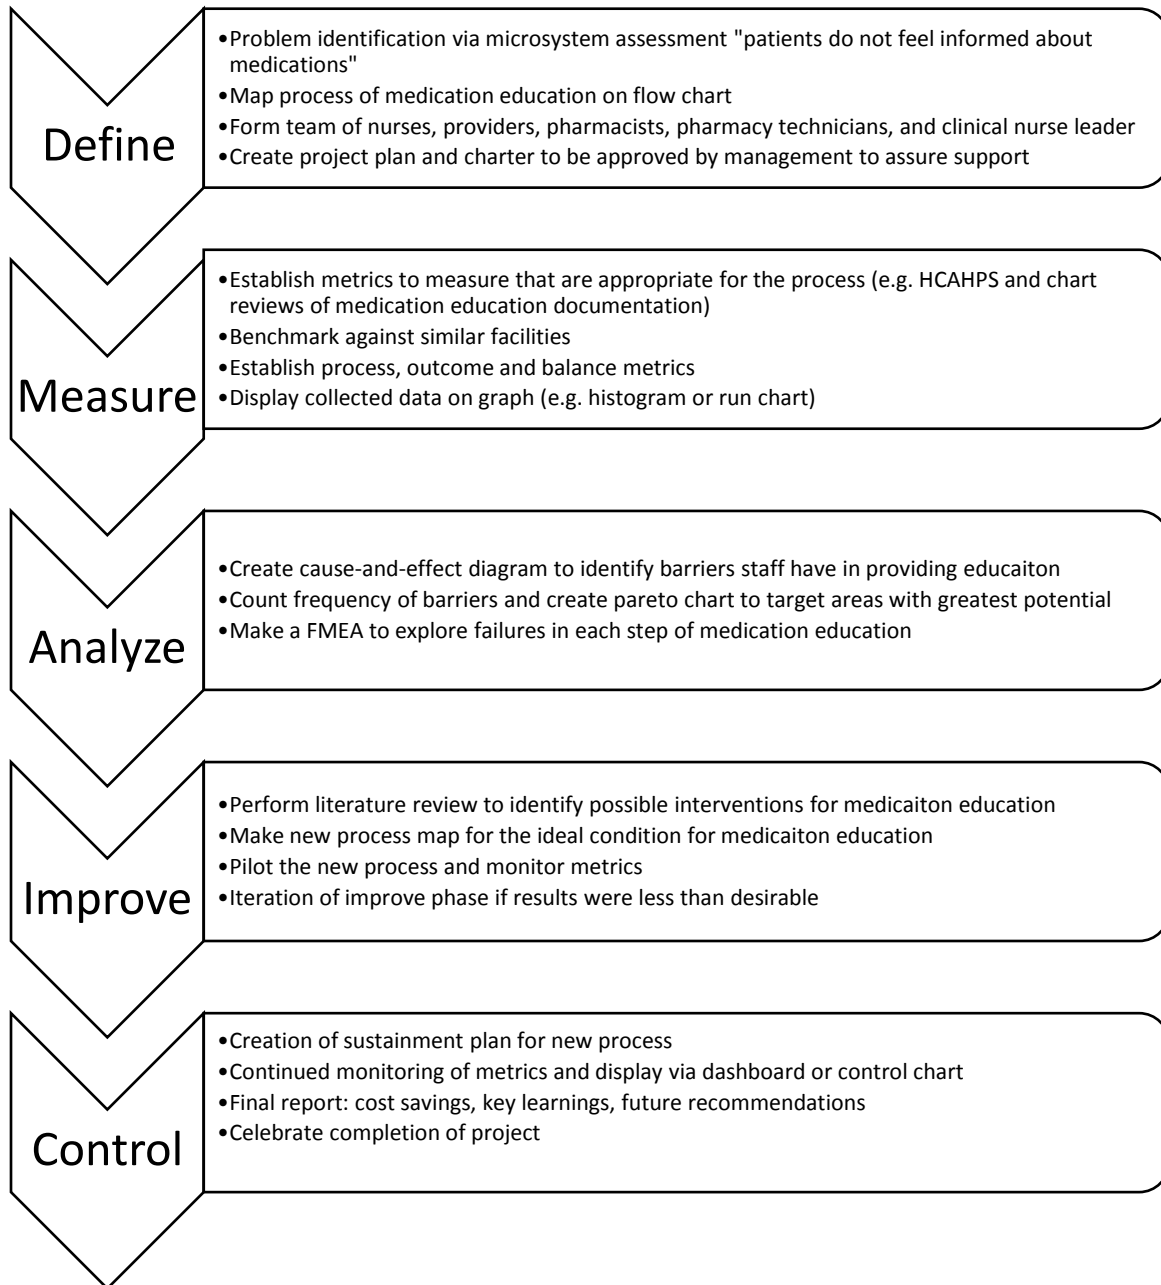 Define
•Problem identification via microsystem assessment "patients do not feel informed about
medications"
•Map process of medication education on flow chart
•Form team of nurses, providers, pharmacists, pharmacy technicians, and clinical nurse leader
•Create project plan and charter to be approved by management to assure support
Measure
•Establish metrics to measure that are appropriate for the process (e.g. HCAHPS and chart
reviews of medication education documentation)
•Benchmark against similar facilities
•Establish process, outcome and balance metrics
•Display collected data on graph (e.g. histogram or run chart)
Analyze
•Create cause-and-effect diagram to identify barriers staff have in providing educaiton
•Count frequency of barriers and create pareto chart to target areas with greatest potential
•Make a FMEA to explore failures in each step of medication education
Improve
•Perform literature review to identify possible interventions for medicaiton education
•Make new process map for the ideal condition for medicaiton education
•Pilot the new process and monitor metrics
•Iteration of improve phase if results were less than desirable
Control
•Creation of sustainment plan for new process
•Continued monitoring of metrics and display via dashboard or control chart
•Final report: cost savings, key learnings, future recommendations
•Celebrate completion of project